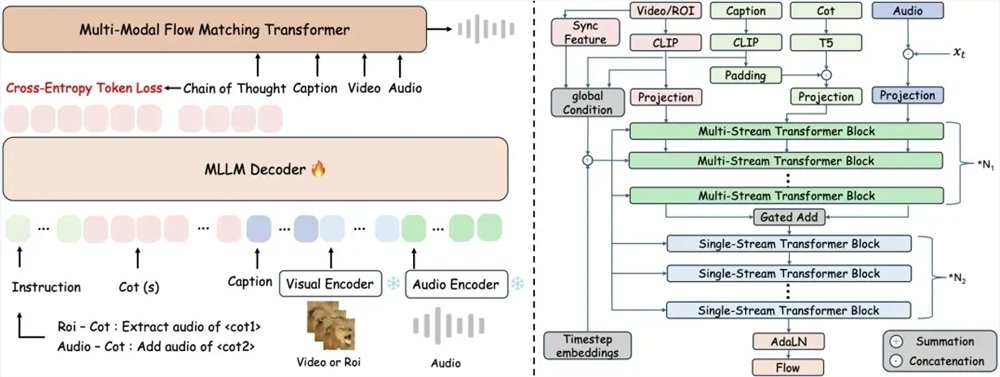 Multi-Modal Flow Matching Transformer
Cross-Entropy Token Loss
Chain of Thought
Caption
Video
Audio
MLLM Decoder
...
...
...
...
...
Instruction
Cot (s)
Caption
Visual Encoder
Audio Encoder
Roi - Cot : Extract audio of <cot1>
Audio - Cot : Add audio of <cot2>
Video or Roi
Audio
Video/ROI
Caption
Cot
Audio
Sync
Feature
CLIP
CLIP
T5
x_t
Padding
global
Condition
Projection
Projection
Projection
Multi-Stream Transformer Block
Multi-Stream Transformer Block
*N₁
Multi-Stream Transformer Block
Gated Add
Single-Stream Transformer Block
Single-Stream Transformer Block
*N₂
Single-Stream Transformer Block
Timestep
embeddings
AdaLN
Flow
+ Summation
· Concatenation